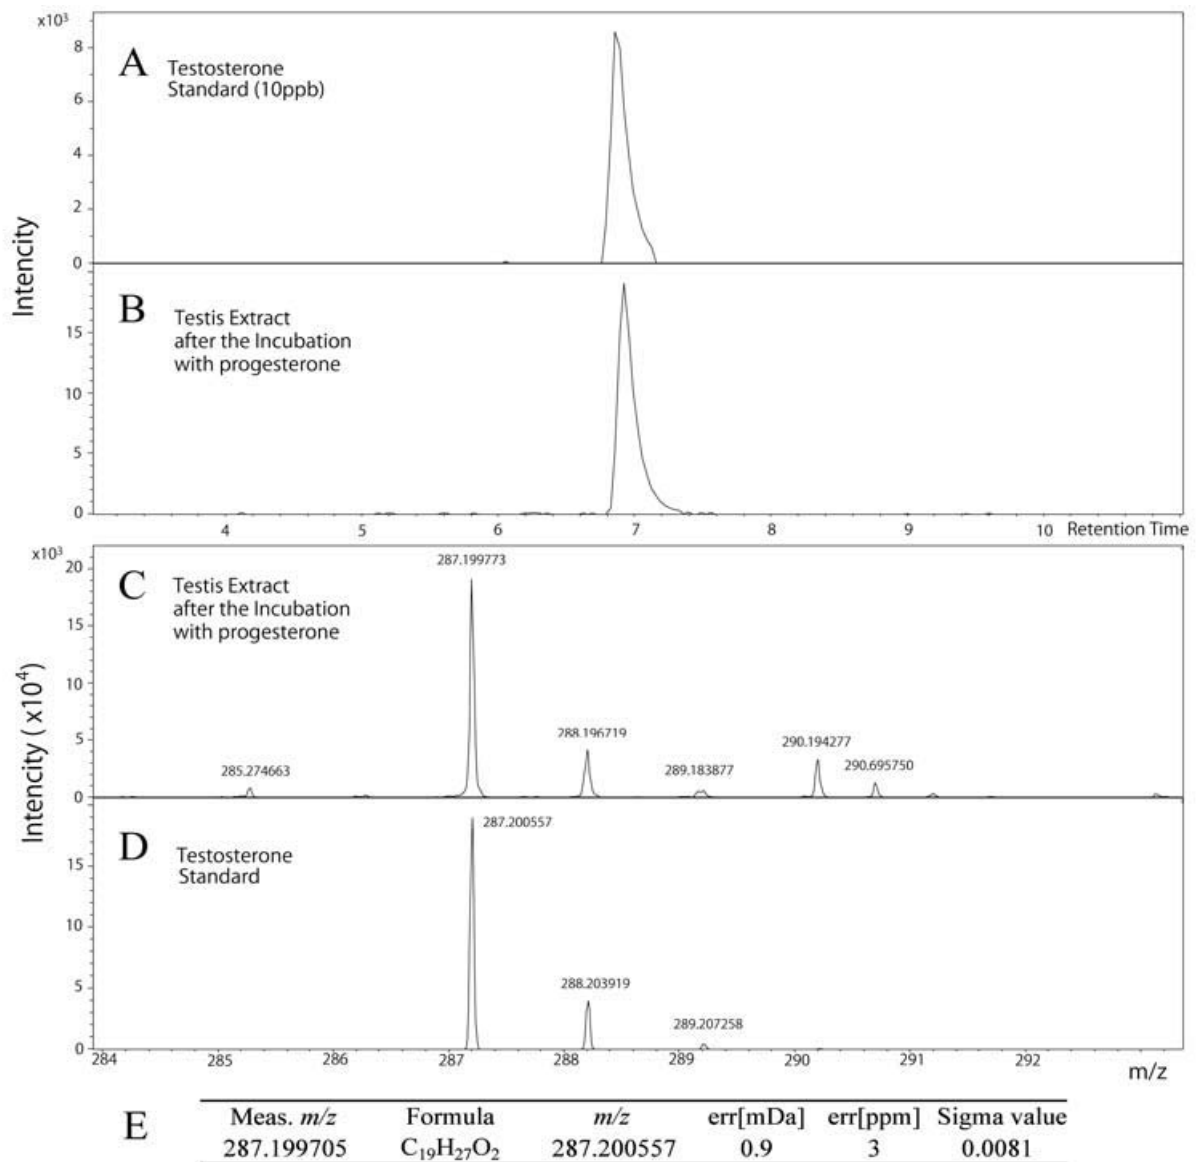 x10³
8
6
4
2
0
A
Testosterone
Standard (10ppb)
Intencity
B
Testis Extract
after the Incubation
with progesterone
15
10
5
0
4 5 6 7 8 9 10 Retention Time
x10³
20
15
10
5
0
C
Testis Extract
after the Incubation
with progesterone
287.199773
285.274663
288.196719
289.183877
290.194277
290.695750
Intencity (x10⁴)
D
Testosterone
Standard
287.200557
288.203919
289.207258
15
10
5
0
284 285 286 287 288 289 290 291 292
m/z
E
Meas. m/z Formula m/z err[mDa] err[ppm] Sigma value
287.199705 C₁₉H₂₇O₂ 287.200557 0.9 3 0.0081